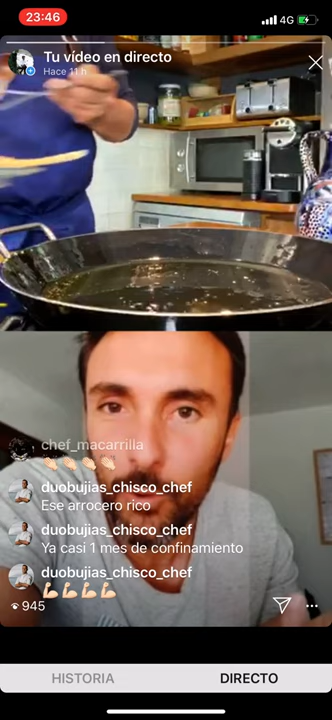 23:46
4G
Tu vídeo en directo
Hace 11 h
chef_macarrilla
👏🏻👏🏻👏🏻👏🏻
duobujias_chisco_chef
Ese arrocero rico
duobujias_chisco_chef
Ya casi 1 mes de confinamiento
duobujias_chisco_chef
💪🏻💪🏻💪🏻💪🏻
945
HISTORIA
DIRECTO